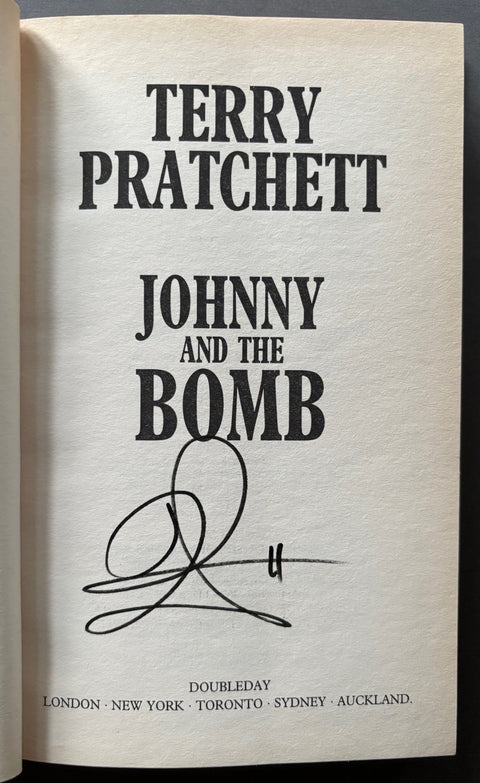 TERRY
PRATCHETT
JOHNNY
AND THE
BOMB
DOUBLEDAY
LONDON · NEW YORK · TORONTO · SYDNEY · AUCKLAND.